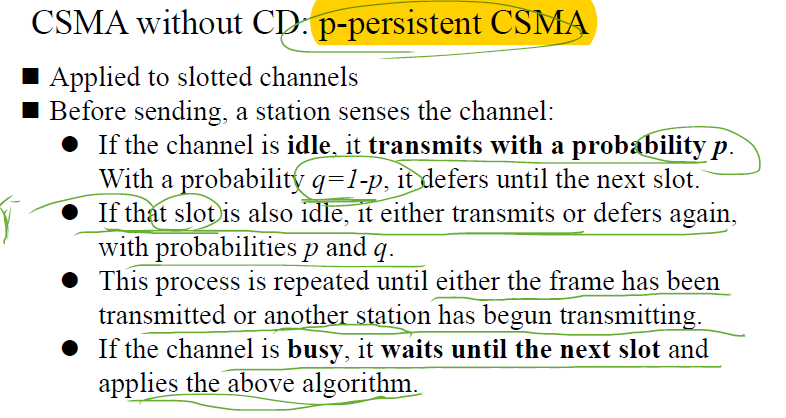 CSMA without CD: p-persistent CSMA
■ Applied to slotted channels
■ Before sending, a station senses the channel:
● If the channel is idle, it transmits with a probability p.
With a probability q=1-p, it defers until the next slot.
● If that slot is also idle, it either transmits or defers again,
with probabilities p and q.
● This process is repeated until either the frame has been
transmitted or another station has begun transmitting.
● If the channel is busy, it waits until the next slot and
applies the above algorithm.